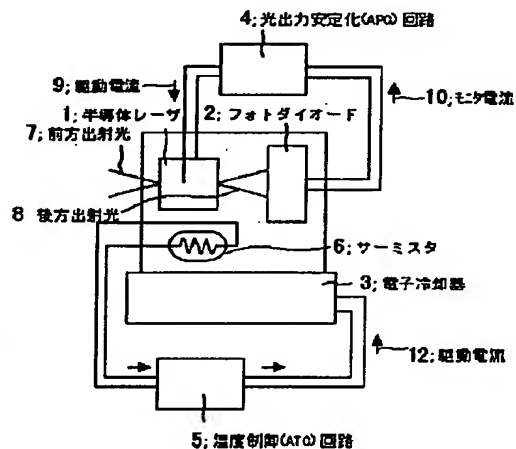 4; 光出力安定化(APC) 回路
9; 駆動電流
10; モニタ電流
1; 半導体レーザ
2; フォトダイオード
7; 前方出射光
8 後方出射光
6; サーミスタ
3; 電子冷却器
12; 駆動電流
5; 温度制御(ATC) 回路